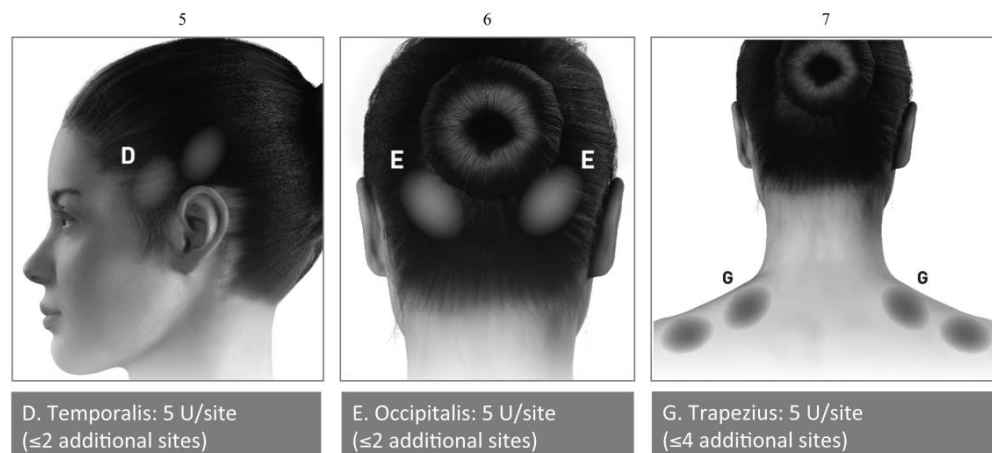 5
6
7
D
E
E
G
G
D. Temporalis: 5 U/site
(≤2 additional sites)
E. Occipitalis: 5 U/site
(≤2 additional sites)
G. Trapezius: 5 U/site
(≤4 additional sites)